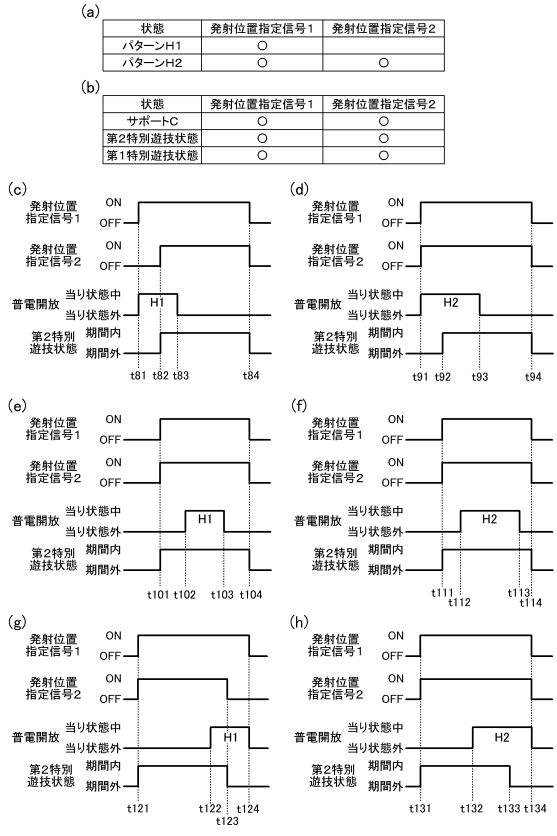 (a)
状態 発射位置指定信号1 発射位置指定信号2
パターンH1 ○
パターンH2 ○ ○
(b)
状態 発射位置指定信号1 発射位置指定信号2
サポートC ○ ○
第2特別遊技状態 ○ ○
第1特別遊技状態 ○ ○
(c)
発射位置
指定信号1
ON
OFF
発射位置
指定信号2
ON
OFF
普電開放
当り状態中
当り状態外
H1
第2特別
遊技状態
期間内
期間外
t81 t82 t83 t84
(d)
発射位置
指定信号1
ON
OFF
発射位置
指定信号2
ON
OFF
普電開放
当り状態中
当り状態外
H2
第2特別
遊技状態
期間内
期間外
t91 t92 t93 t94
(e)
発射位置
指定信号1
ON
OFF
発射位置
指定信号2
ON
OFF
普電開放
当り状態中
当り状態外
H1
第2特別
遊技状態
期間内
期間外
t101 t102 t103 t104
(f)
発射位置
指定信号1
ON
OFF
発射位置
指定信号2
ON
OFF
普電開放
当り状態中
当り状態外
H2
第2特別
遊技状態
期間内
期間外
t111 t113
t112 t114
(g)
発射位置
指定信号1
ON
OFF
発射位置
指定信号2
ON
OFF
普電開放
当り状態中
当り状態外
H1
第2特別
遊技状態
期間内
期間外
t121 t122 t124
t123
(h)
発射位置
指定信号1
ON
OFF
発射位置
指定信号2
ON
OFF
普電開放
当り状態中
当り状態外
H2
第2特別
遊技状態
期間内
期間外
t131 t132 t133 t134